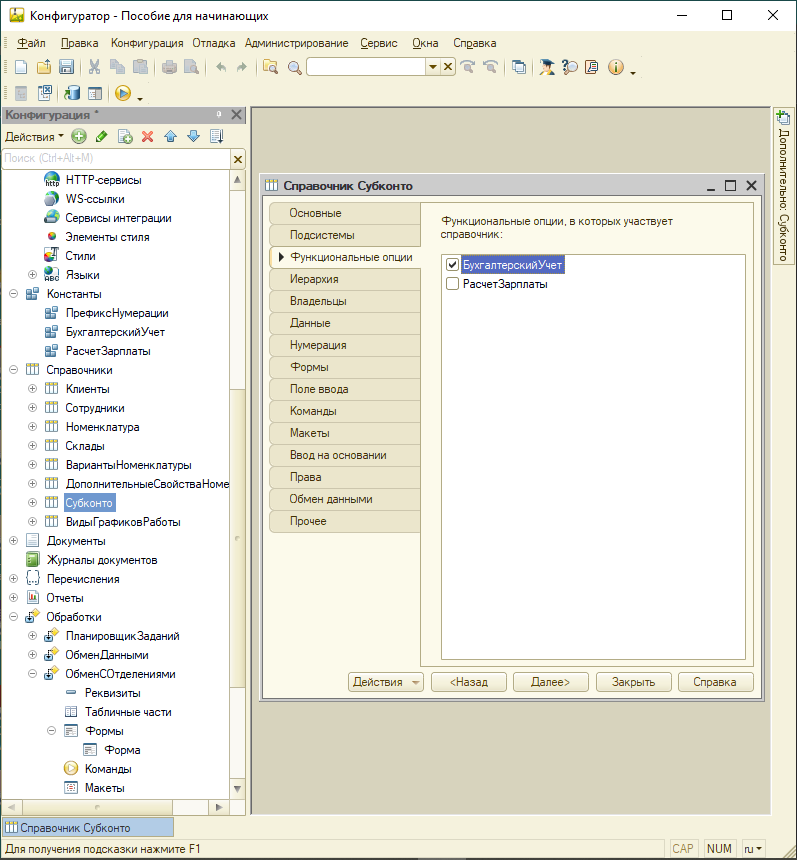 Конфигуратор - Пособие для начинающих
Файл Правка Конфигурация Отладка Администрирование Сервис Окна Справка
Конфигурация *
Действия
Поиск (Ctrl+Alt+M)
HTTP-сервисы
WS-ссылки
Сервисы интеграции
Элементы стиля
Стили
Языки
Константы
ПрефиксНумерации
БухгалтерскийУчет
РасчетЗарплаты
Справочники
Клиенты
Сотрудники
Номенклатура
Склады
ВариантыНоменклатуры
ДополнительныеСвойстваНоме
Субконто
ВидыГрафиковРаботы
Документы
Журналы документов
Перечисления
Отчеты
Обработки
ПланировщикЗаданий
ОбменДанными
ОбменСОтделениями
Реквизиты
Табличные части
Формы
Форма
Команды
Макеты
Справочник Субконто
Основные
Подсистемы
Функциональные опции
Иерархия
Владельцы
Данные
Нумерация
Формы
Поле ввода
Команды
Макеты
Ввод на основании
Права
Обмен данными
Прочее
Функциональные опции, в которых участвует
справочник:
БухгалтерскийУчет
РасчетЗарплаты
Действия <Назад Далее> Закрыть Справка
Дополнительно: Субконто
Справочник Субконто
Для получения подсказки нажмите F1 CAP NUM ru